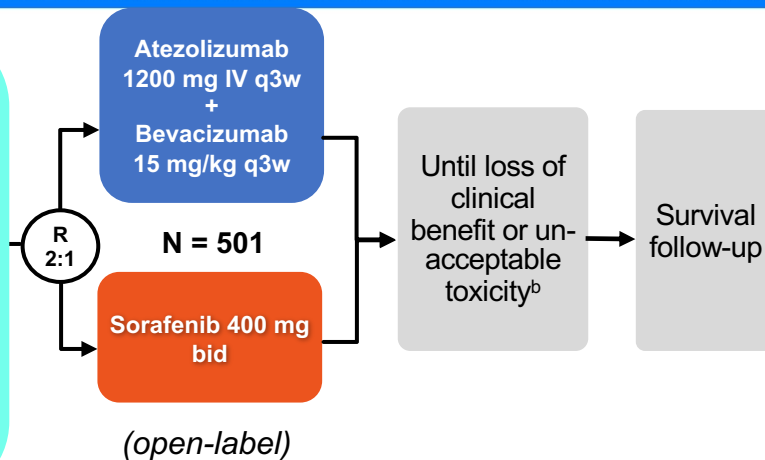 Atezolizumab
1200 mg IV q3w
+
Bevacizumab
15 mg/kg q3w
R
2:1
N = 501
Sorafenib 400 mg
bid
(open-label)
Until loss of
clinical
benefit or un-
acceptable
toxicityᵇ
Survival
follow-up